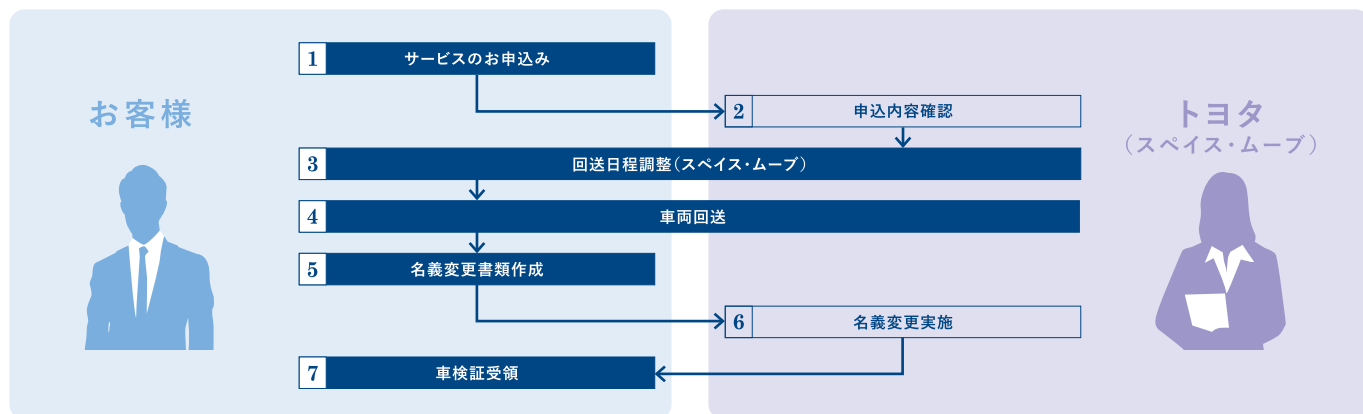 お客様
トヨタ
（スペイス・ムーブ）
1 サービスのお申込み
2 申込内容確認
3 回送日程調整（スペイス・ムーブ）
4 車両回送
5 名義変更書類作成
6 名義変更実施
7 車検証受領